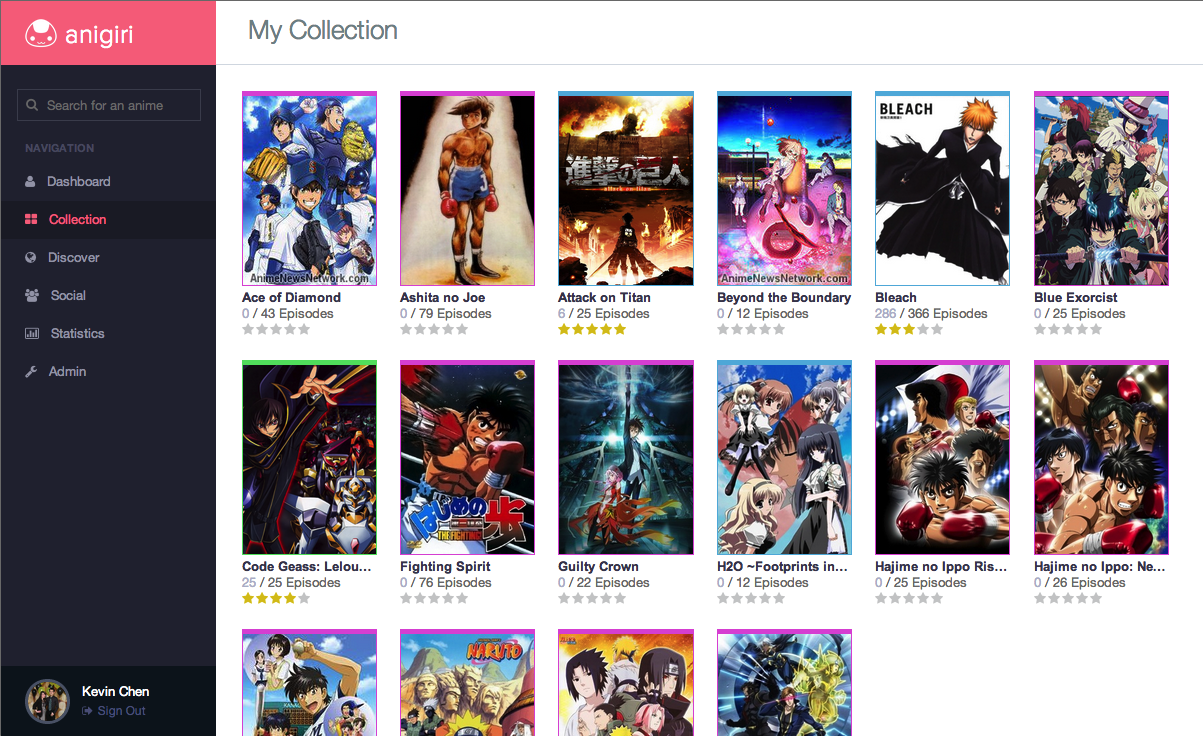 anigiri
My Collection
Search for an anime
NAVIGATION
Dashboard
Collection
Discover
Social
Statistics
Admin
Kevin Chen
Sign Out
AnimeNewsNetwork.com
進撃の巨人
attack on titan
AnimeNewsNetwork.com
BLEACH
Ace of Diamond
0 / 43 Episodes
Ashita no Joe
0 / 79 Episodes
Attack on Titan
6 / 25 Episodes
Beyond the Boundary
0 / 12 Episodes
Bleach
286 / 366 Episodes
Blue Exorcist
0 / 25 Episodes
はじめの
一歩
THE FIGHTING!
Code Geass: Lelou...
25 / 25 Episodes
Fighting Spirit
0 / 76 Episodes
Guilty Crown
0 / 22 Episodes
H2O ~Footprints in...
0 / 12 Episodes
Hajime no Ippo Ris...
0 / 25 Episodes
Hajime no Ippo: Ne...
0 / 26 Episodes
NARUTO